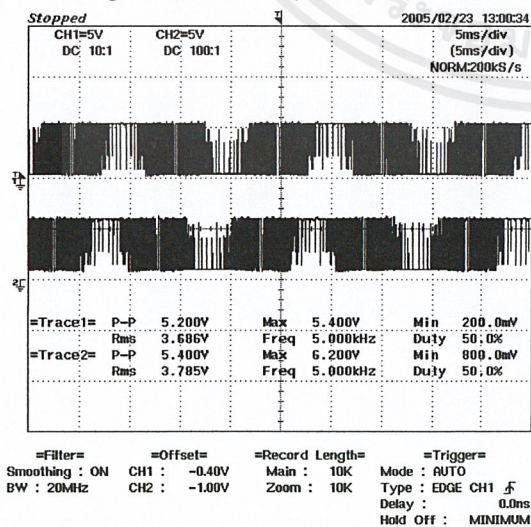 Stopped 2005/02/23 13:00:34
CH1=5V CH2=5V 5ms/div
DC 10:1 DC 100:1 (5ms/div)
NORM:200kS/s
=Trace1= P-P 5.200V Max 5.400V Min 200.0mV
Rms 3.686V Freq 5.000kHz Duty 50.0%
=Trace2= P-P 5.400V Max 6.200V Min 800.0mV
Rms 3.785V Freq 5.000kHz Duty 50.0%
=Filter= =Offset= =Record Length= =Trigger=
Smoothing : ON CH1 : -0.40V Main : 10K Mode : AUTO
BW : 20MHz CH2 : -1.00V Zoom : 10K Type : EDGE CH1
Delay : 0.0ns
Hold Off : MINIMUM